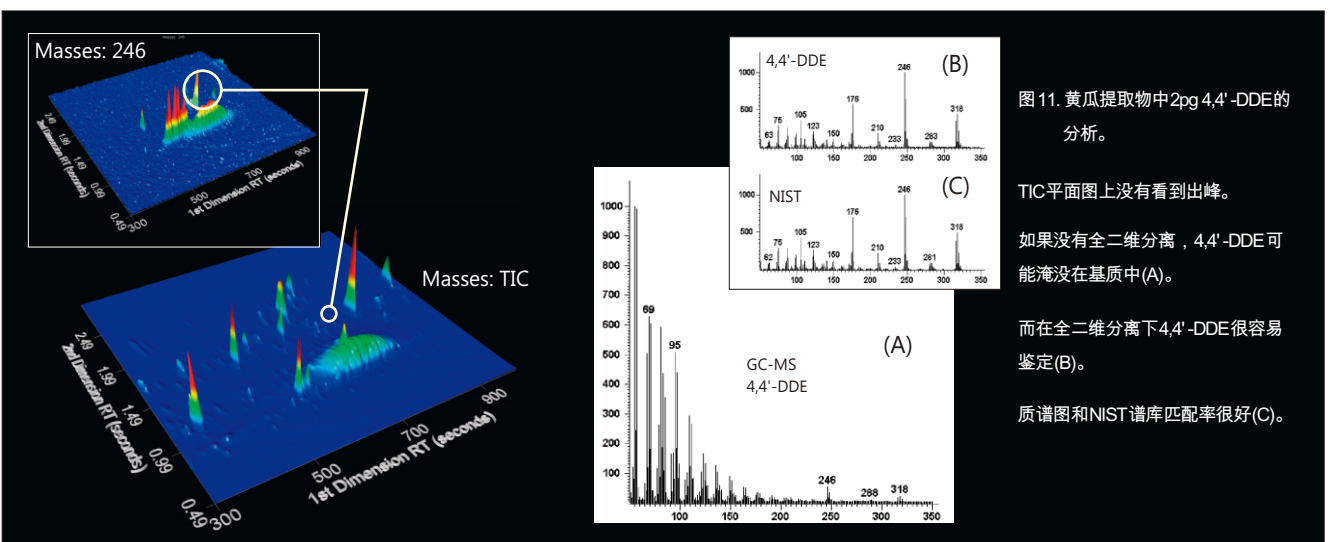 Masses: 246
Masses: 246
2nd Dimension RT (seconds)
2.49
1.99
1.49
0.99
0.49
300
500
700
900
1st Dimension RT (seconds)
Masses: TIC
2nd Dimension RT (seconds)
2.49
1.99
1.49
0.99
0.49
300
500
700
900
1st Dimension RT (seconds)
4,4'-DDE
(B)
1000
500
63
75
105
123
150
176
210
233
246
283
318
100 150 200 250 300 350
NIST
(C)
1000
500
62
75
105
123
150
176
210
233
246
281
318
100 150 200 250 300 350
(A)
GC-MS
4,4'-DDE
1000
900
800
700
600
500
400
300
200
100
69
95
246
288
318
100 150 200 250 300 350
图 11. 黄瓜提取物中2pg 4,4'-DDE的
分析。
TIC平面图上没有看到出峰。
如果没有全二维分离，4,4'-DDE可
能淹没在基质中(A)。
而在全二维分离下4,4'-DDE很容易
鉴定(B)。
质谱图和NIST谱库匹配率很好(C)。